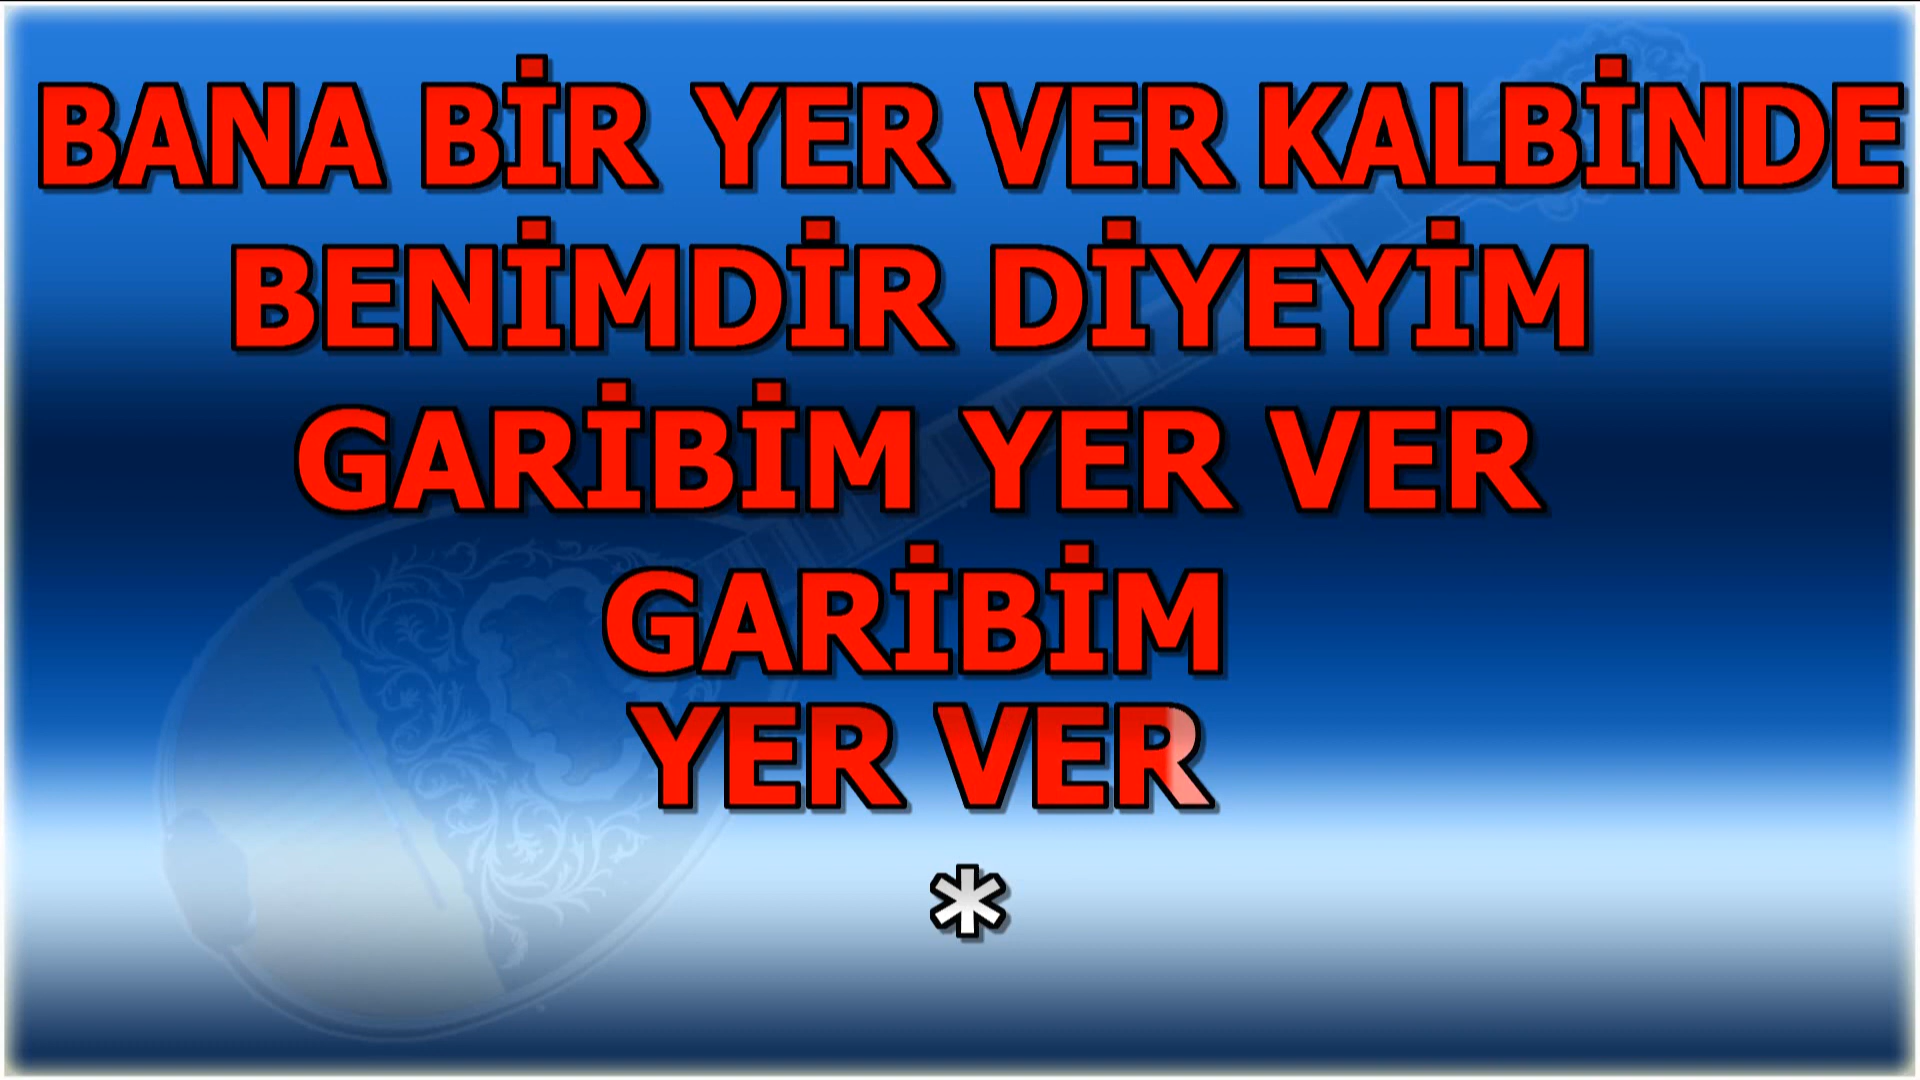 BANA BİR YER VER KALBİNDE
BENİMDİR DİYEYİM
GARİBİM YER VER
GARİBİM
YER VER
*